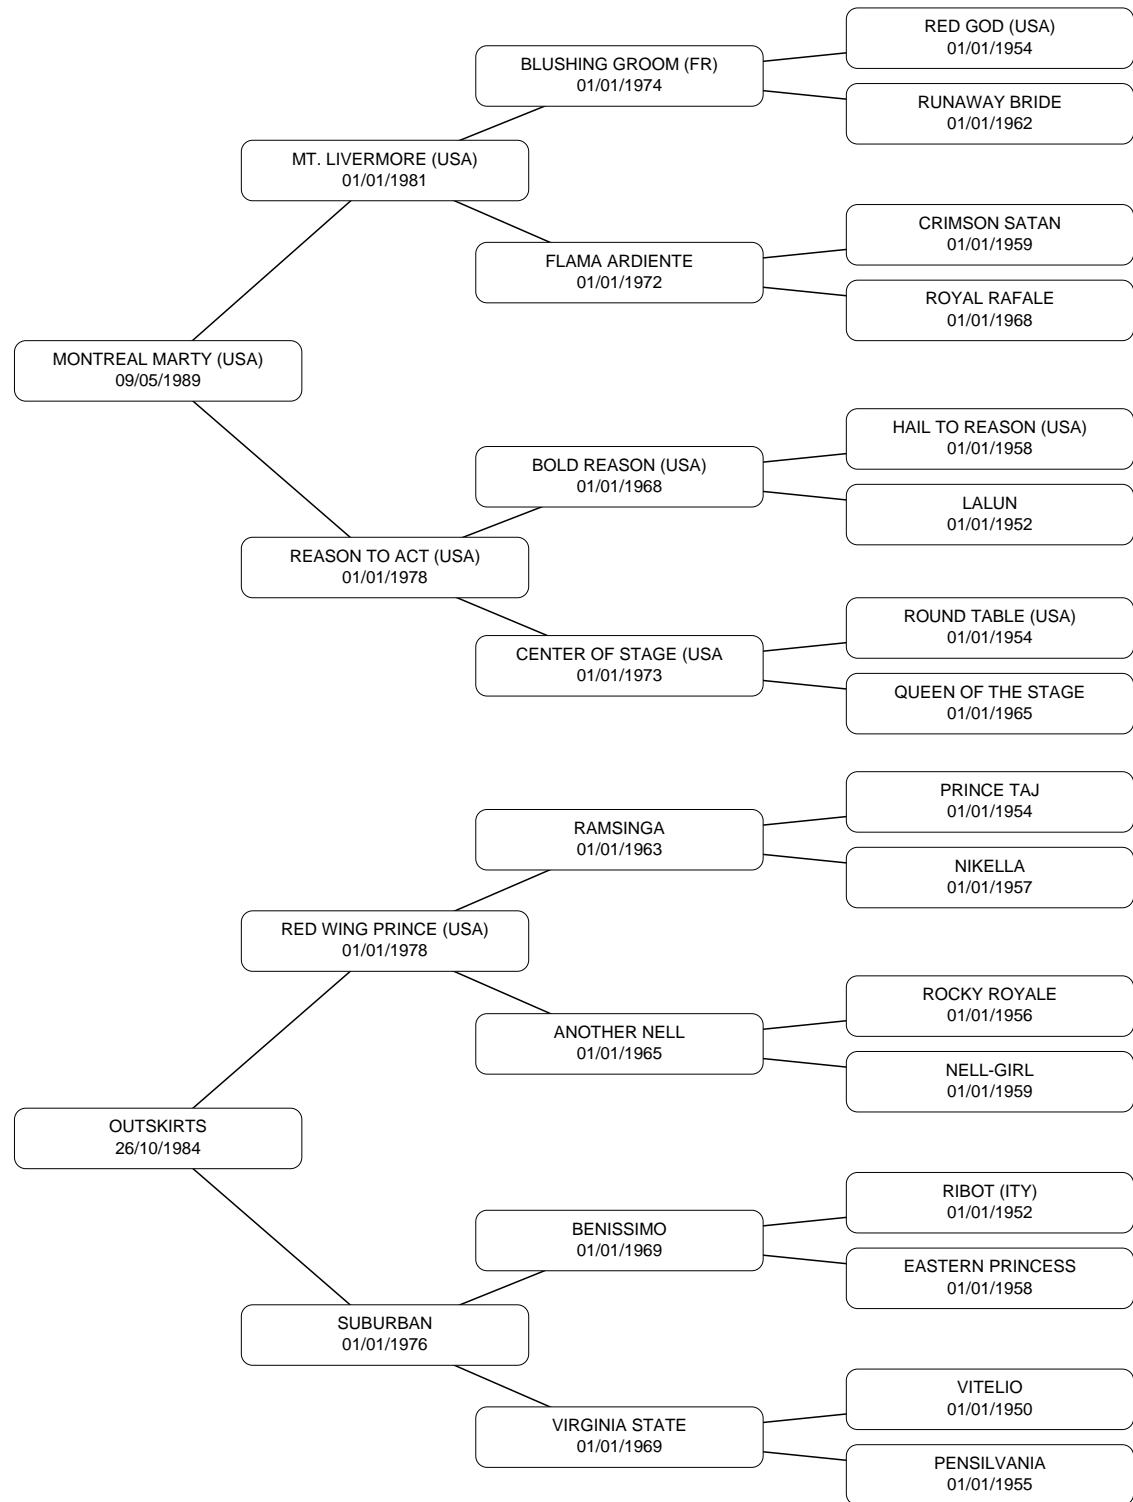 RED GOD (USA)
01/01/1954
BLUSHING GROOM (FR)
01/01/1974
RUNAWAY BRIDE
01/01/1962
MT. LIVERMORE (USA)
01/01/1981
CRIMSON SATAN
01/01/1959
FLAMA ARDIENTE
01/01/1972
ROYAL RAFALE
01/01/1968
MONTREAL MARTY (USA)
09/05/1989
HAIL TO REASON (USA)
01/01/1958
BOLD REASON (USA)
01/01/1968
LALUN
01/01/1952
REASON TO ACT (USA)
01/01/1978
ROUND TABLE (USA)
01/01/1954
CENTER OF STAGE (USA
01/01/1973
QUEEN OF THE STAGE
01/01/1965
PRINCE TAJ
01/01/1954
RAMSINGA
01/01/1963
NIKELLA
01/01/1957
RED WING PRINCE (USA)
01/01/1978
ROCKY ROYALE
01/01/1956
ANOTHER NELL
01/01/1965
NELL-GIRL
01/01/1959
OUTSKIRTS
26/10/1984
RIBOT (ITY)
01/01/1952
BENISSIMO
01/01/1969
EASTERN PRINCESS
01/01/1958
SUBURBAN
01/01/1976
VITELIO
01/01/1950
VIRGINIA STATE
01/01/1969
PENSILVANIA
01/01/1955